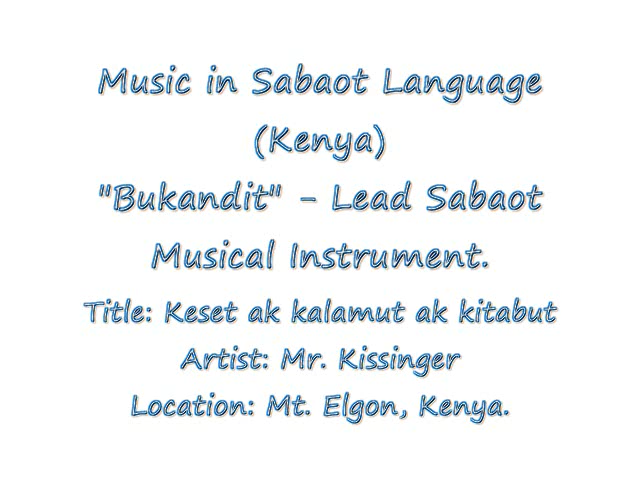 Music in Sabaot Language
(Kenya)
"Bukandit" - Lead Sabaot
Musical Instrument.
Title: Keset ak kalamut ak kitabut
Artist: Mr. Kissinger
Location: Mt. Elgon, Kenya.